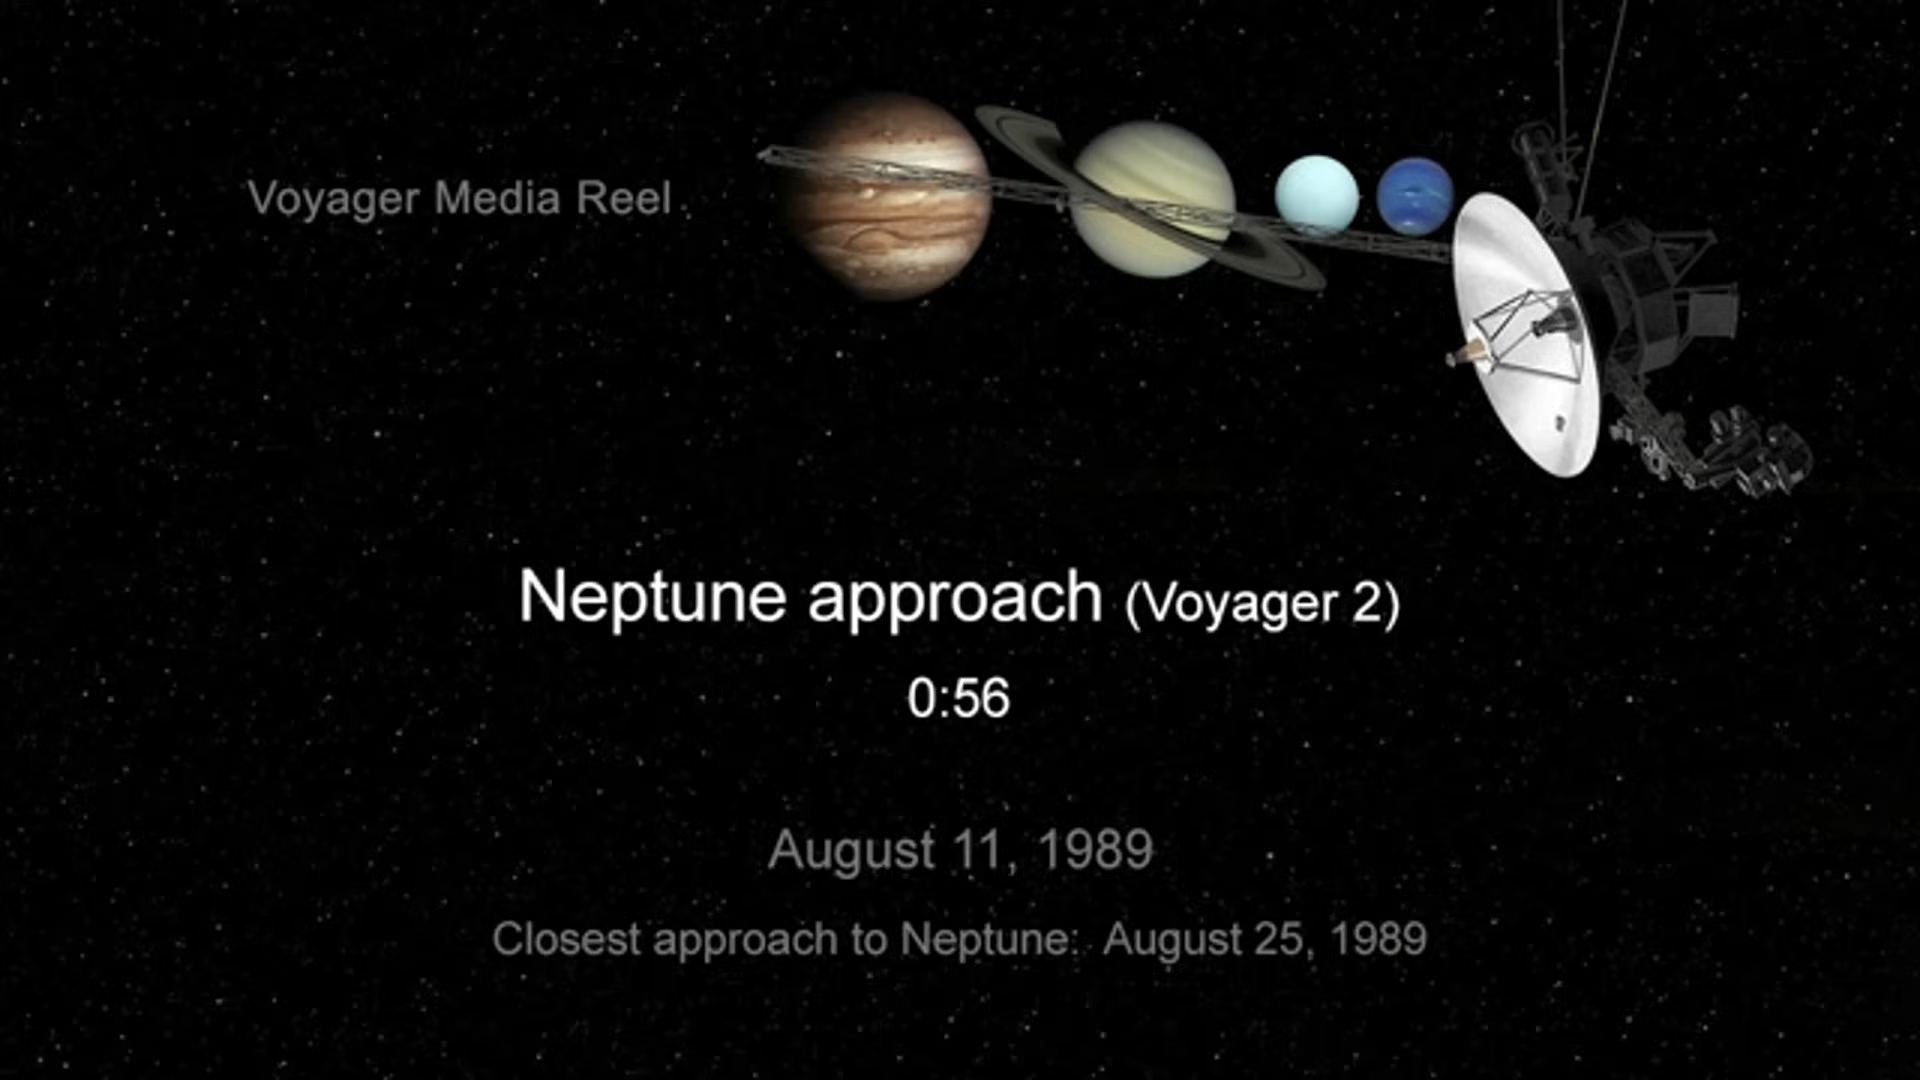 Voyager Media Reel
Neptune approach (Voyager 2)
0:56
August 11, 1989
Closest approach to Neptune: August 25, 1989